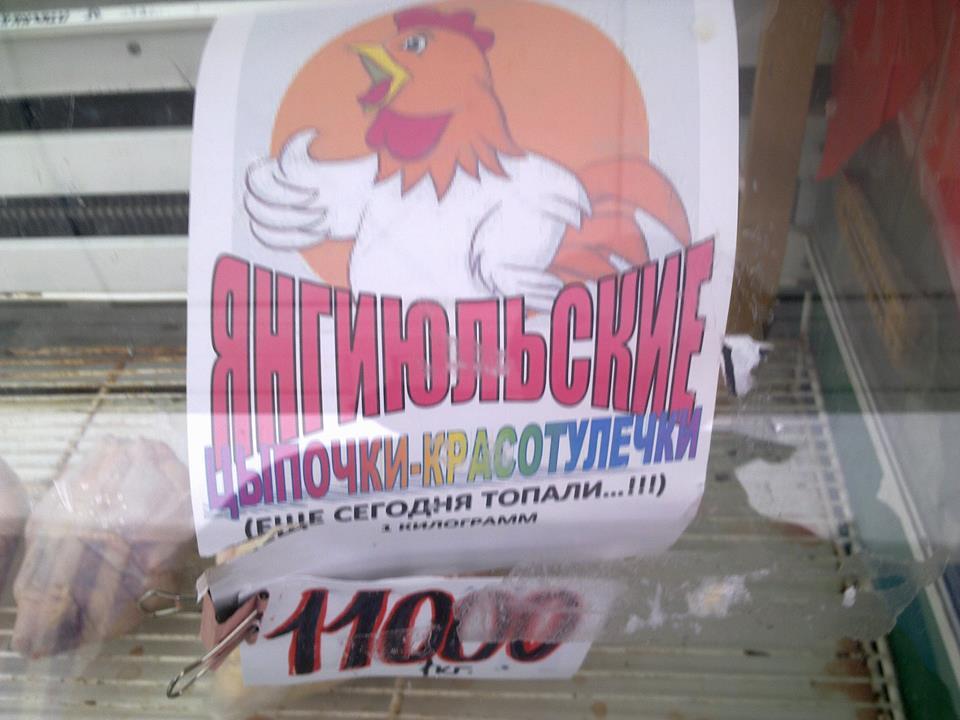 ЯНГИЮЛЬСКИЕ
ЦЫПОЧКИ-КРАСОТУЛЕЧКИ
(ЕЩЕ СЕГОДНЯ ТОПАЛИ...!!!)
1 КИЛОГРАММ
11000
1кг.